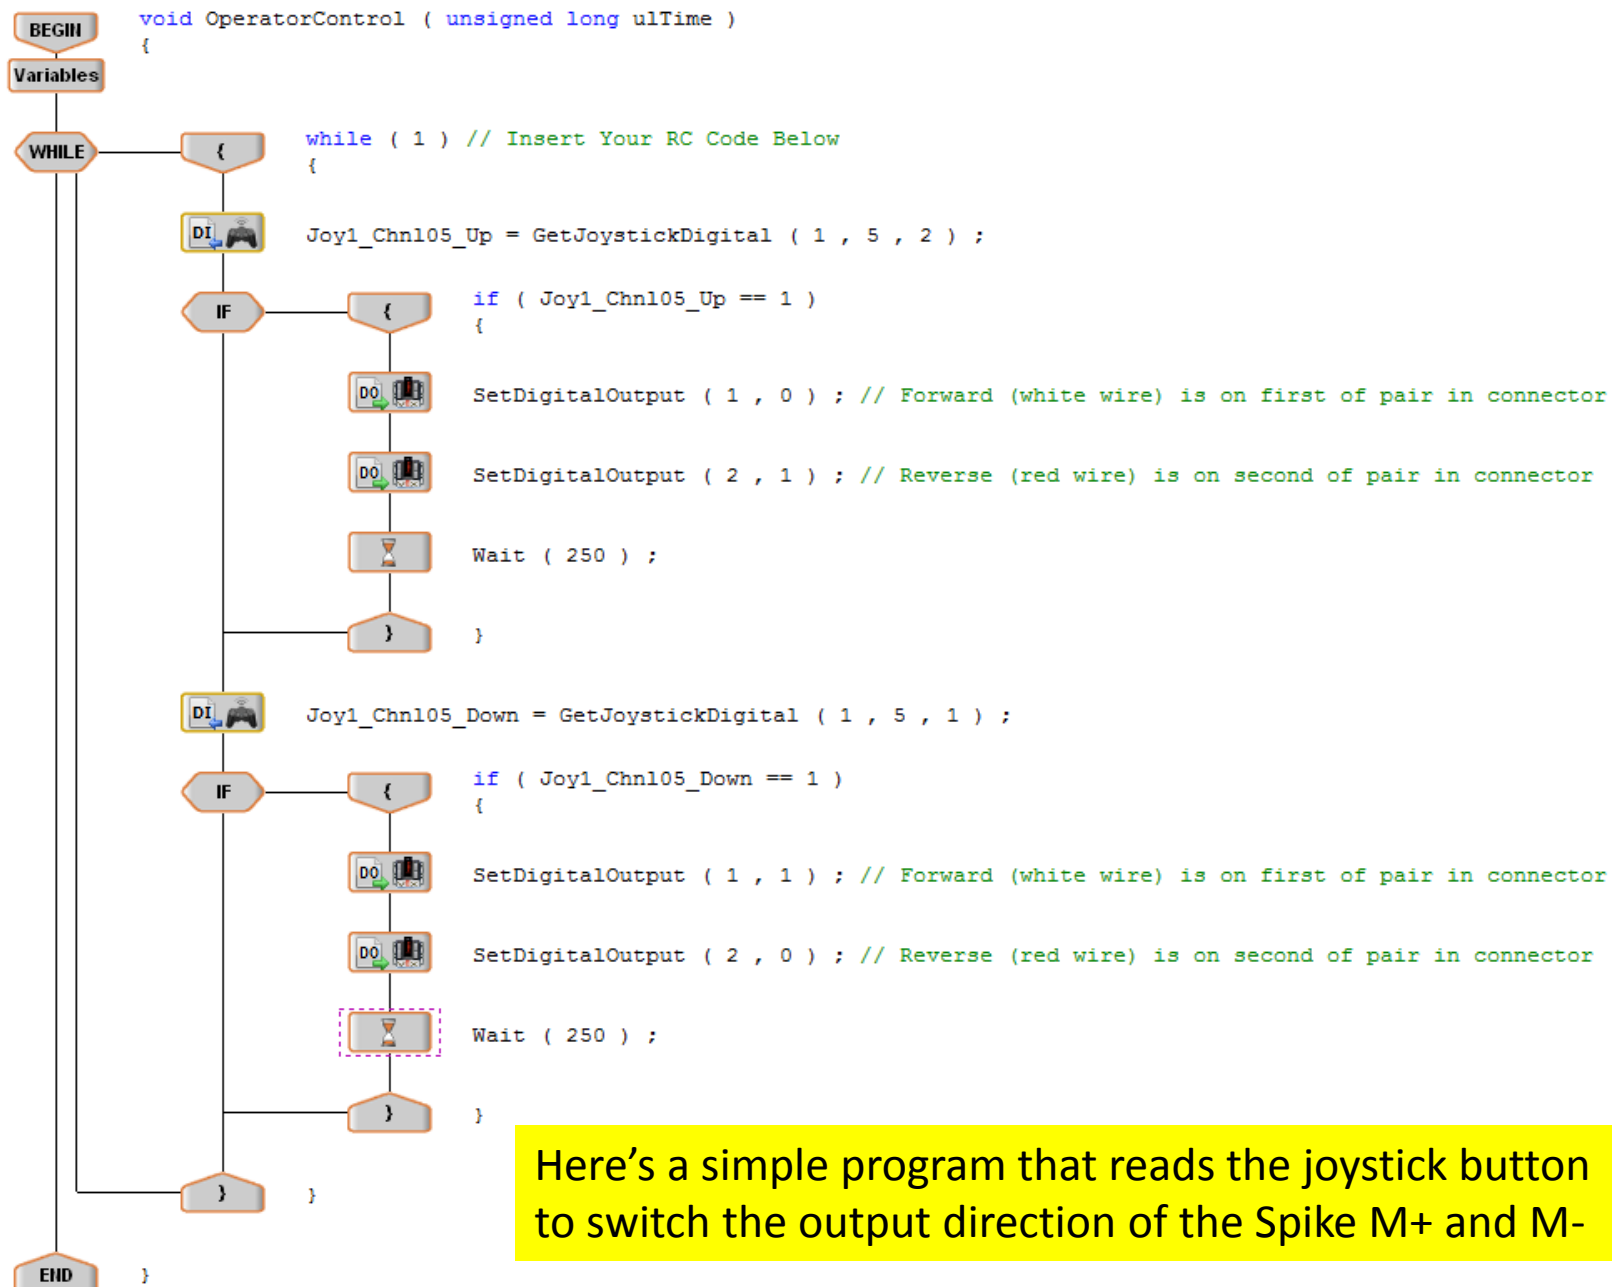 BEGIN
void OperatorControl ( unsigned long ulTime )
{
Variables
WHILE
{
while ( 1 ) // Insert Your RC Code Below
{
DI
Joy1_Chnl05_Up = GetJoystickDigital ( 1 , 5 , 2 ) ;
IF
{
if ( Joy1_Chnl05_Up == 1 )
{
DO
SetDigitalOutput ( 1 , 0 ) ; // Forward (white wire) is on first of pair in connector
DO
SetDigitalOutput ( 2 , 1 ) ; // Reverse (red wire) is on second of pair in connector
Wait ( 250 ) ;
}
}
DI
Joy1_Chnl05_Down = GetJoystickDigital ( 1 , 5 , 1 ) ;
IF
{
if ( Joy1_Chnl05_Down == 1 )
{
DO
SetDigitalOutput ( 1 , 1 ) ; // Forward (white wire) is on first of pair in connector
DO
SetDigitalOutput ( 2 , 0 ) ; // Reverse (red wire) is on second of pair in connector
Wait ( 250 ) ;
}
}
Here’s a simple program that reads the joystick button
to switch the output direction of the Spike M+ and M-
}
}
END
}